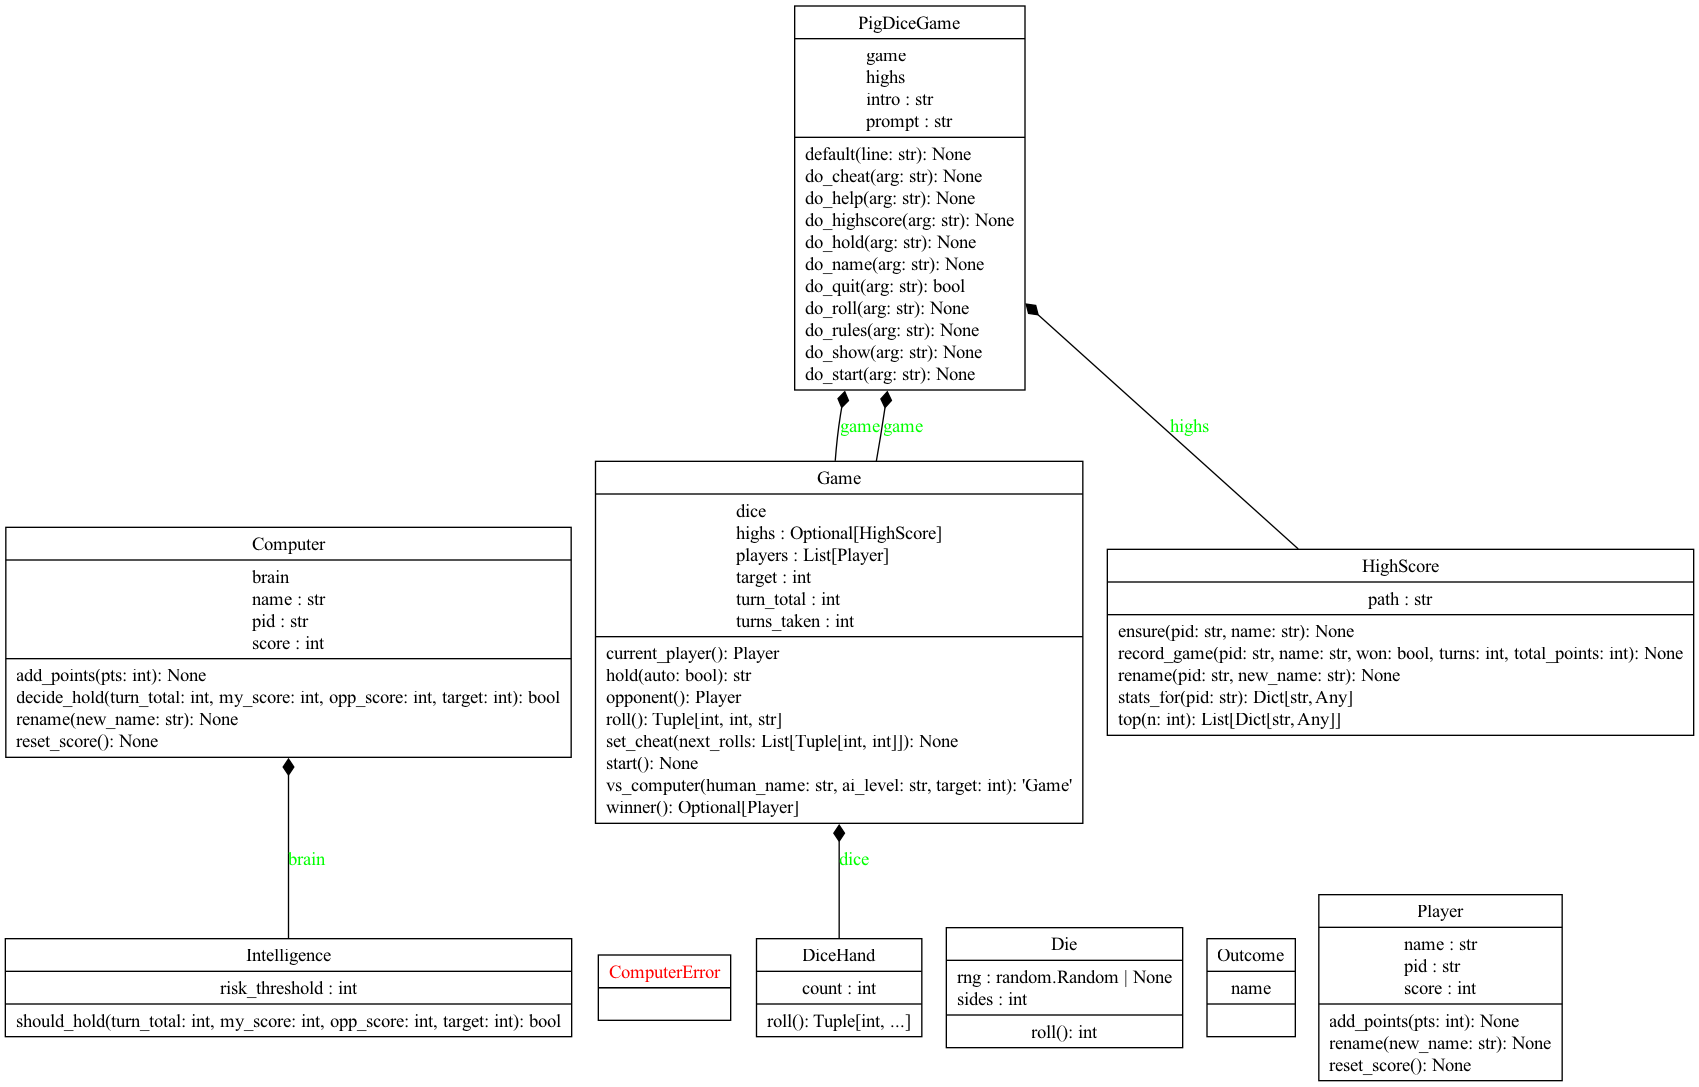 PigDiceGame
game
highs
intro : str
prompt : str
default(line: str): None
do_cheat(arg: str): None
do_help(arg: str): None
do_highscore(arg: str): None
do_hold(arg: str): None
do_name(arg: str): None
do_quit(arg: str): bool
do_roll(arg: str): None
do_rules(arg: str): None
do_show(arg: str): None
do_start(arg: str): None
game
game
highs
Game
dice
highs : Optional[HighScore]
players : List[Player]
target : int
turn_total : int
turns_taken : int
current_player(): Player
hold(auto: bool): str
opponent(): Player
roll(): Tuple[int, int, str]
set_cheat(next_rolls: List[Tuple[int, int]]): None
start(): None
vs_computer(human_name: str, ai_level: str, target: int): 'Game'
winner(): Optional[Player]
Computer
brain
name : str
pid : str
score : int
add_points(pts: int): None
decide_hold(turn_total: int, my_score: int, opp_score: int, target: int): bool
rename(new_name: str): None
reset_score(): None
HighScore
path : str
ensure(pid: str, name: str): None
record_game(pid: str, name: str, won: bool, turns: int, total_points: int): None
rename(pid: str, new_name: str): None
stats_for(pid: str): Dict[str, Any]
top(n: int): List[Dict[str, Any]]
brain
dice
Intelligence
risk_threshold : int
should_hold(turn_total: int, my_score: int, opp_score: int, target: int): bool
ComputerError
DiceHand
count : int
roll(): Tuple[int, ...]
Die
rng : random.Random | None
sides : int
roll(): int
Outcome
name
Player
name : str
pid : str
score : int
add_points(pts: int): None
rename(new_name: str): None
reset_score(): None